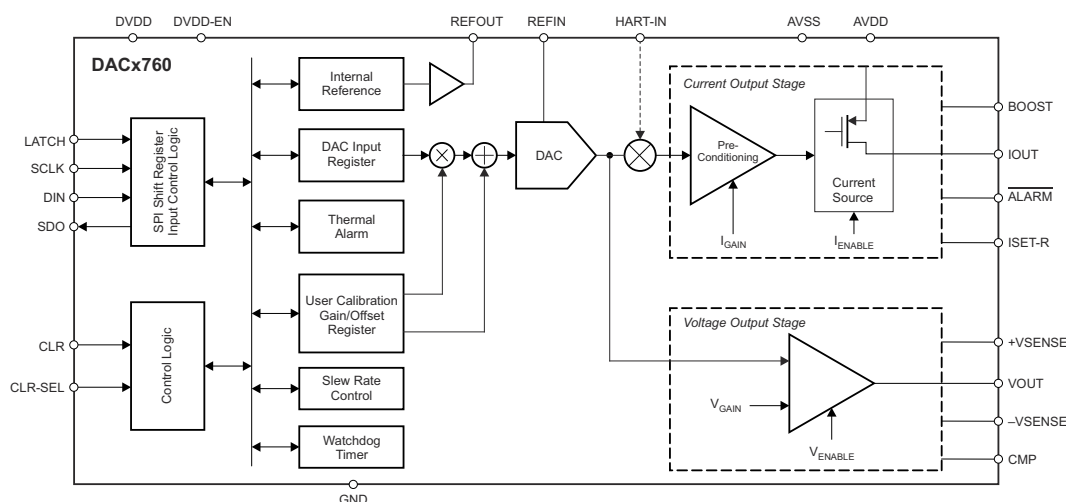 DVDD
DVDD-EN
REFOUT
REFIN
HART-IN
AVSS
AVDD
DACx760
LATCH
SCLK
DIN
SDO
CLR
CLR-SEL
SPI Shift Register
Input Control Logic
Control Logic
Internal
Reference
DAC Input
Register
Thermal
Alarm
User Calibration
Gain/Offset
Register
Slew Rate
Control
Watchdog
Timer
DAC
Current Output Stage
Pre-
Conditioning
Current
Source
IGAIN
IENABLE
Voltage Output Stage
VGAIN
VENABLE
BOOST
IOUT
ALARM
ISET-R
+VSENSE
VOUT
–VSENSE
CMP
GND